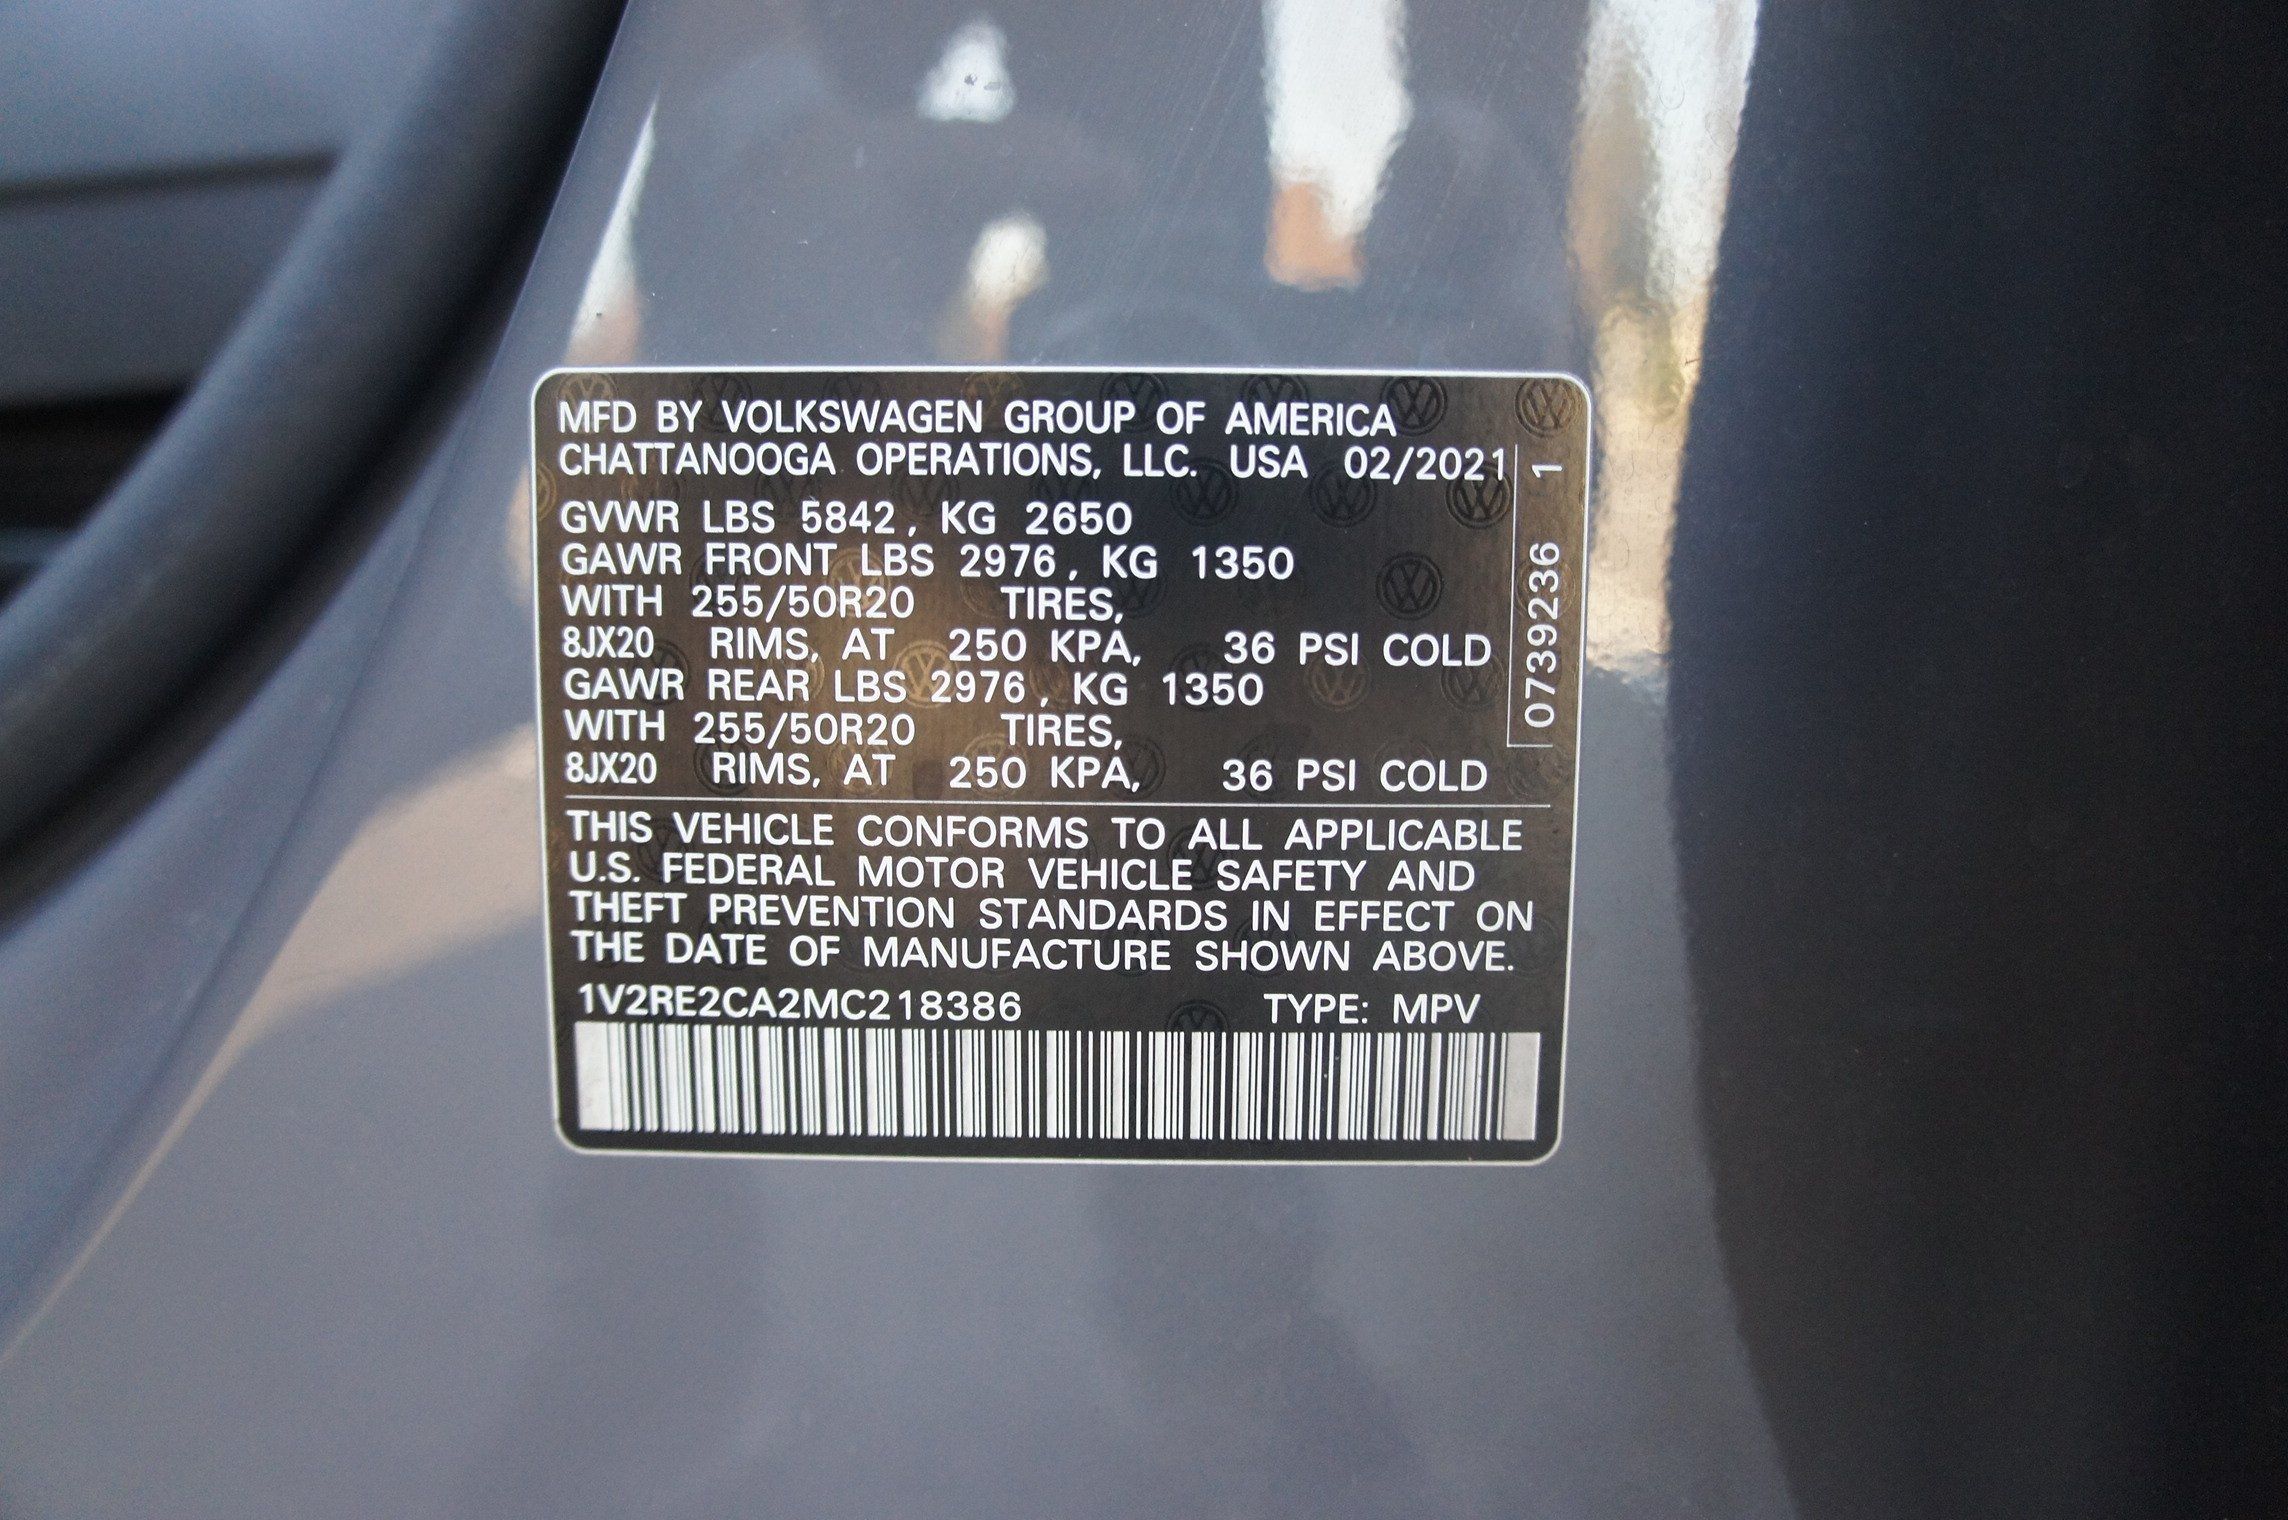 MFD BY VOLKSWAGEN GROUP OF AMERICA
CHATTANOOGA OPERATIONS, LLC. USA 02/2021
GVWR LBS 5842, KG 2650
GAWR FRONT LBS 2976, KG 1350
WITH 255/50R20 TIRES,
8JX20 RIMS, AT 250 KPA, 36 PSI COLD
GAWR REAR LBS 2976, KG 1350
WITH 255/50R20 TIRES,
8JX20 RIMS, AT 250 KPA, 36 PSI COLD
0739236 1
THIS VEHICLE CONFORMS TO ALL APPLICABLE
U.S. FEDERAL MOTOR VEHICLE SAFETY AND
THEFT PREVENTION STANDARDS IN EFFECT ON
THE DATE OF MANUFACTURE SHOWN ABOVE.
1V2RE2CA2MC218386 TYPE: MPV